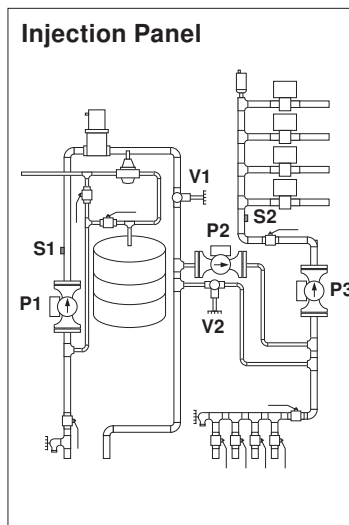 Injection Panel
V1
S2
P2
S1
P1
P3
V2